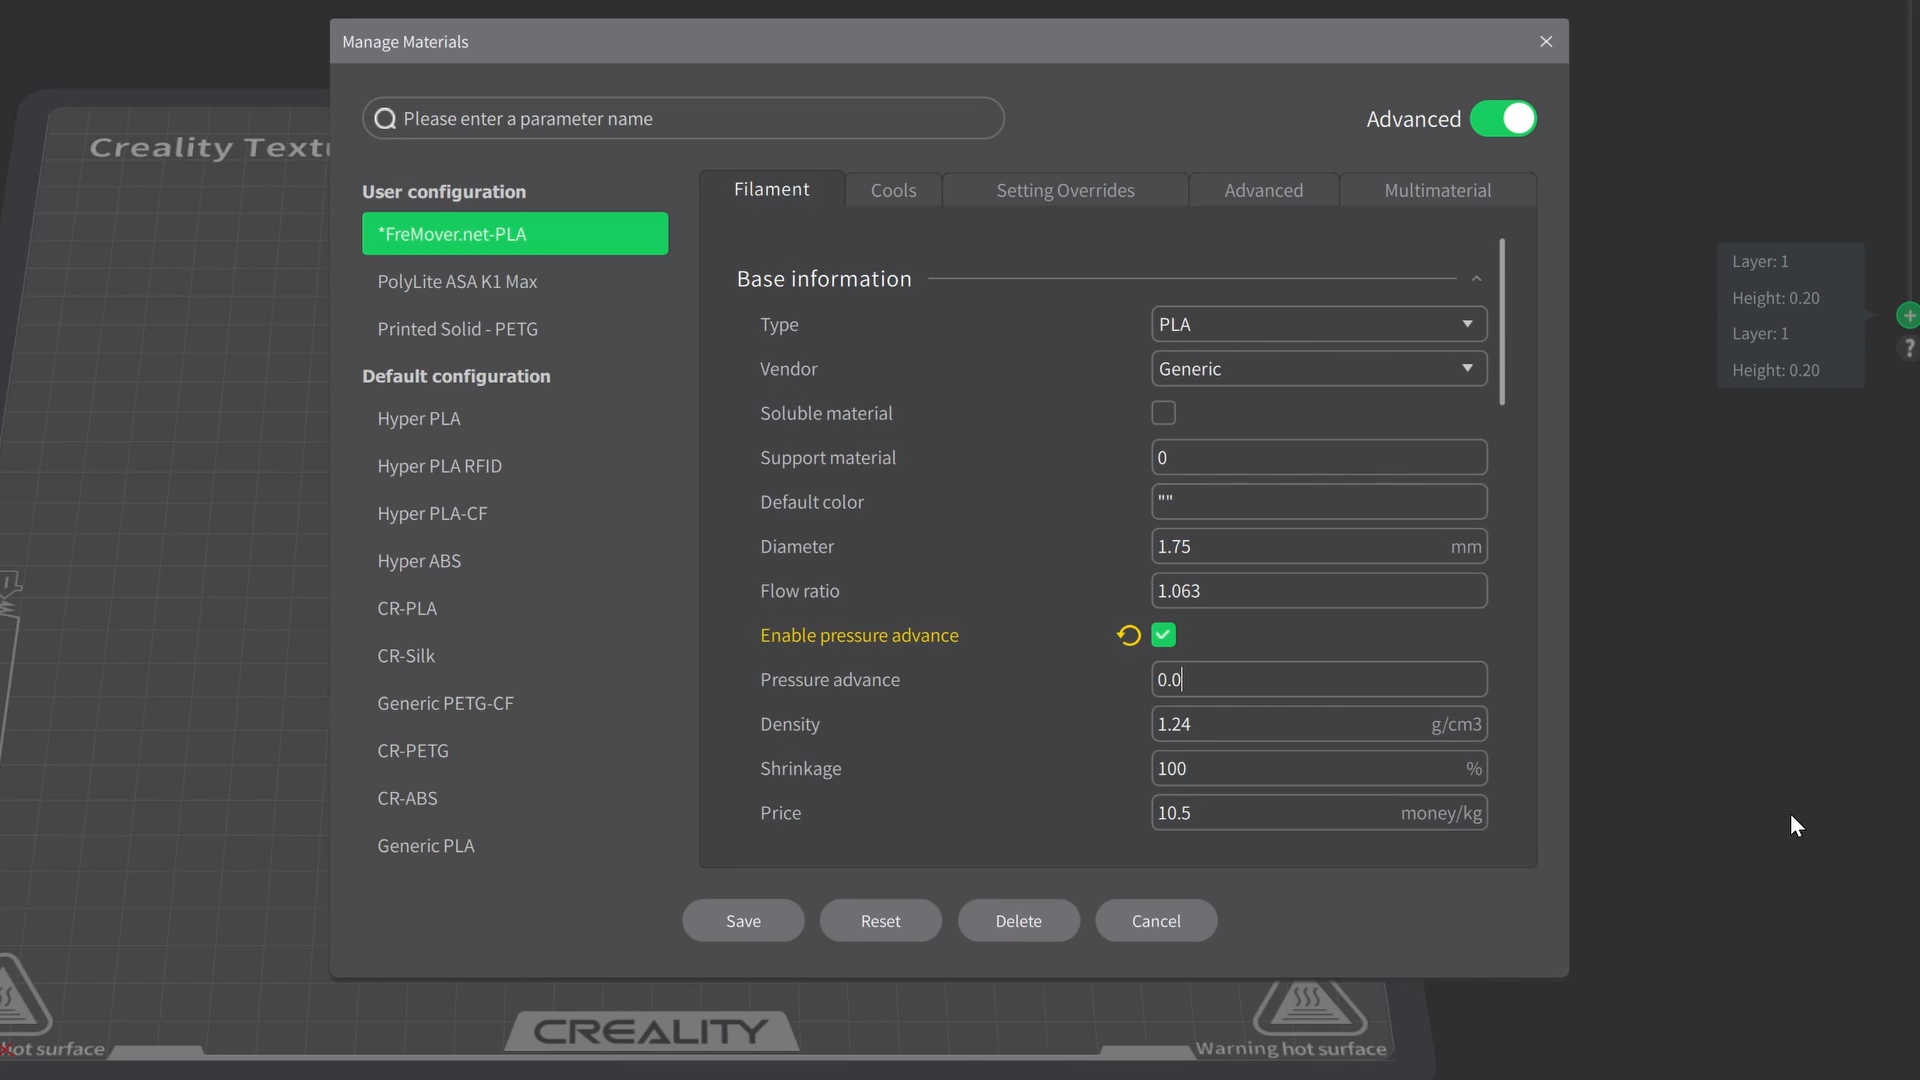 Manage Materials
Creality Textu
Please enter a parameter name
Advanced
User configuration
*FreMover.net-PLA
PolyLite ASA K1 Max
Printed Solid - PETG
Default configuration
Hyper PLA
Hyper PLA RFID
Hyper PLA-CF
Hyper ABS
CR-PLA
CR-Silk
Generic PETG-CF
CR-PETG
CR-ABS
Generic PLA
Filament Cools Setting Overrides Advanced Multimaterial
Base information
Type PLA
Vendor Generic
Soluble material
Support material 0
Default color ""
Diameter 1.75 mm
Flow ratio 1.063
Enable pressure advance
Pressure advance 0.0
Density 1.24 g/cm3
Shrinkage 100 %
Price 10.5 money/kg
Save Reset Delete Cancel
Layer: 1
Height: 0.20
Layer: 1
Height: 0.20
+
?
CREALITY
hot surface
Warning hot surface